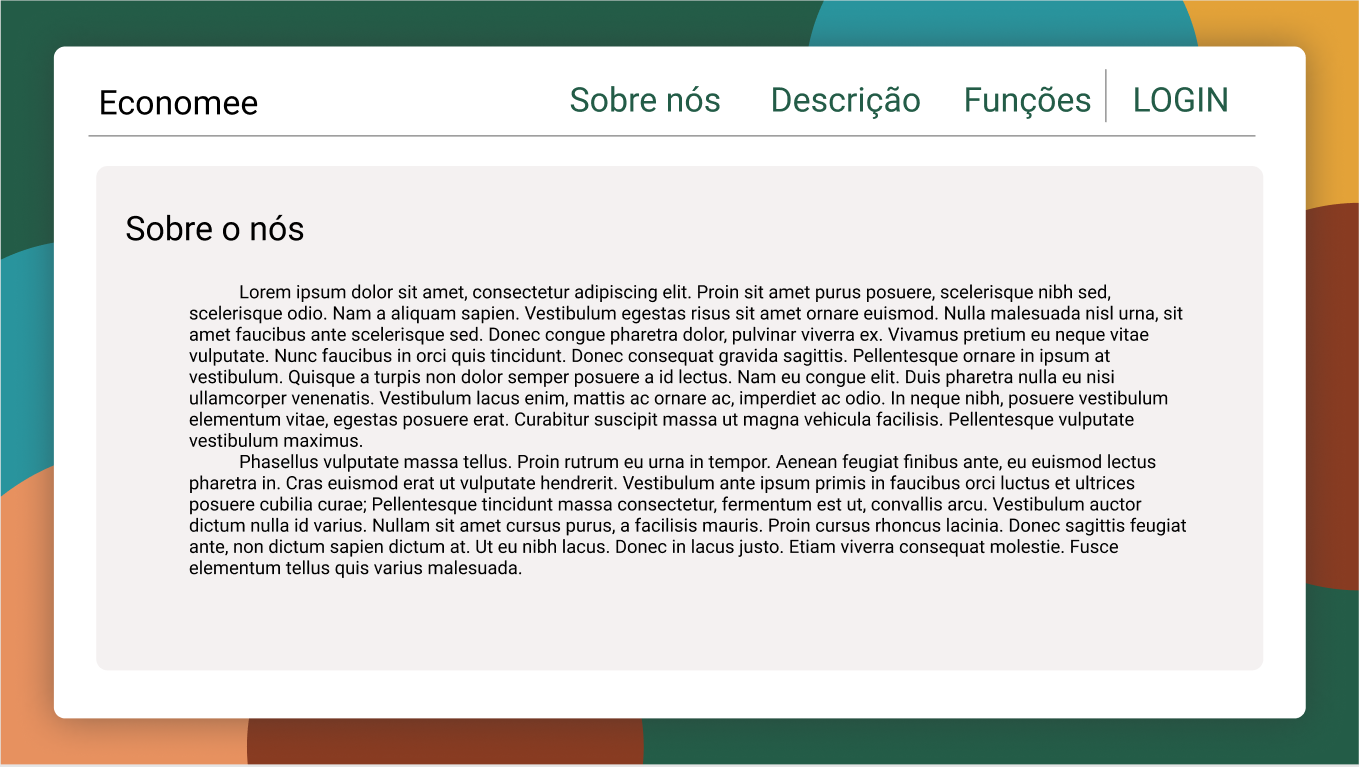 Economee
Sobre nós Descrição Funções LOGIN
Sobre o nós
Lorem ipsum dolor sit amet, consectetur adipiscing elit. Proin sit amet purus posuere, scelerisque nibh sed,
scelerisque odio. Nam a aliquam sapien. Vestibulum egestas risus sit amet ornare euismod. Nulla malesuada nisl urna, sit
amet faucibus ante scelerisque sed. Donec congue pharetra dolor, pulvinar viverra ex. Vivamus pretium eu neque vitae
vulputate. Nunc faucibus in orci quis tincidunt. Donec consequat gravida sagittis. Pellentesque ornare in ipsum at
vestibulum. Quisque a turpis non dolor semper posuere a id lectus. Nam eu congue elit. Duis pharetra nulla eu nisi
ullamcorper venenatis. Vestibulum lacus enim, mattis ac ornare ac, imperdiet ac odio. In neque nibh, posuere vestibulum
elementum vitae, egestas posuere erat. Curabitur suscipit massa ut magna vehicula facilisis. Pellentesque vulputate
vestibulum maximus.
Phasellus vulputate massa tellus. Proin rutrum eu urna in tempor. Aenean feugiat finibus ante, eu euismod lectus
pharetra in. Cras euismod erat ut vulputate hendrerit. Vestibulum ante ipsum primis in faucibus orci luctus et ultrices
posuere cubilia curae; Pellentesque tincidunt massa consectetur, fermentum est ut, convallis arcu. Vestibulum auctor
dictum nulla id varius. Nullam sit amet cursus purus, a facilisis mauris. Proin cursus rhoncus lacinia. Donec sagittis feugiat
ante, non dictum sapien dictum at. Ut eu nibh lacus. Donec in lacus justo. Etiam viverra consequat molestie. Fusce
elementum tellus quis varius malesuada.